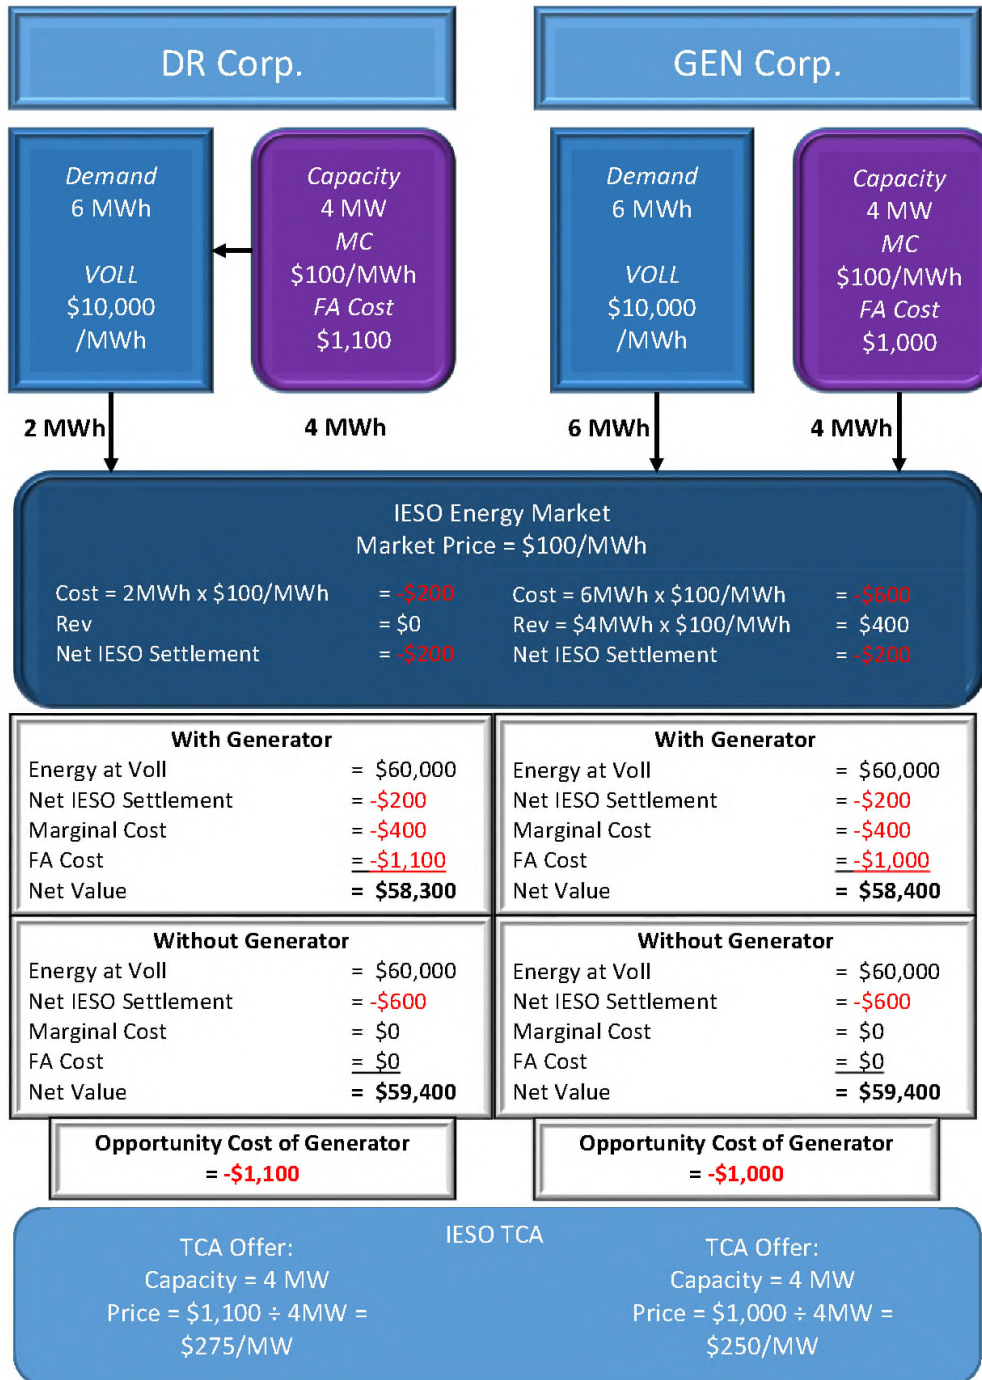 DR Corp.
GEN Corp.
Demand
6 MWh
VOLL
$10,000
/MWh
Capacity
4 MW
MC
$100/MWh
FA Cost
$1,100
Demand
6 MWh
VOLL
$10,000
/MWh
Capacity
4 MW
MC
$100/MWh
FA Cost
$1,000
2 MWh
4 MWh
6 MWh
4 MWh
IESO Energy Market
Market Price = $100/MWh
Cost = 2MWh x $100/MWh = -$200
Rev = $0
Net IESO Settlement = -$200
Cost = 6MWh x $100/MWh = -$600
Rev = $4MWh x $100/MWh = $400
Net IESO Settlement = -$200
With Generator
Energy at Voll = $60,000
Net IESO Settlement = -$200
Marginal Cost = -$400
FA Cost = -$1,100
Net Value = $58,300
With Generator
Energy at Voll = $60,000
Net IESO Settlement = -$200
Marginal Cost = -$400
FA Cost = -$1,000
Net Value = $58,400
Without Generator
Energy at Voll = $60,000
Net IESO Settlement = -$600
Marginal Cost = $0
FA Cost = $0
Net Value = $59,400
Without Generator
Energy at Voll = $60,000
Net IESO Settlement = -$600
Marginal Cost = $0
FA Cost = $0
Net Value = $59,400
Opportunity Cost of Generator
= -$1,100
Opportunity Cost of Generator
= -$1,000
IESO TCA
TCA Offer:
Capacity = 4 MW
Price = $1,100 ÷ 4MW =
$275/MW
TCA Offer:
Capacity = 4 MW
Price = $1,000 ÷ 4MW =
$250/MW